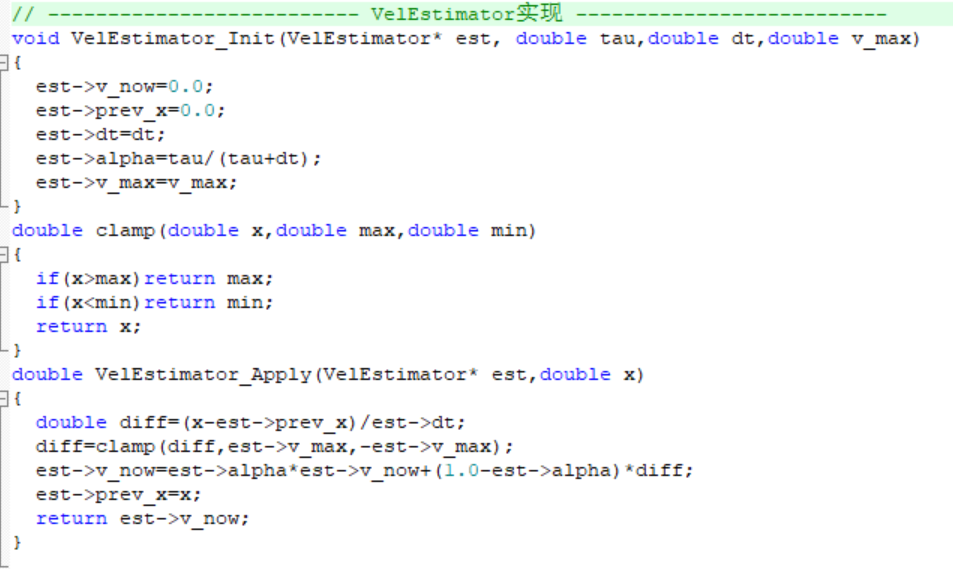 // -------------------------- VelEstimator实现 --------------------------
void VelEstimator_Init(VelEstimator* est, double tau,double dt,double v_max)
{
  est->v_now=0.0;
  est->prev_x=0.0;
  est->dt=dt;
  est->alpha=tau/(tau+dt);
  est->v_max=v_max;
}
double clamp(double x,double max,double min)
{
  if(x>max)return max;
  if(x<min)return min;
  return x;
}
double VelEstimator_Apply(VelEstimator* est,double x)
{
  double diff=(x-est->prev_x)/est->dt;
  diff=clamp(diff,est->v_max,-est->v_max);
  est->v_now=est->alpha*est->v_now+(1.0-est->alpha)*diff;
  est->prev_x=x;
  return est->v_now;
}